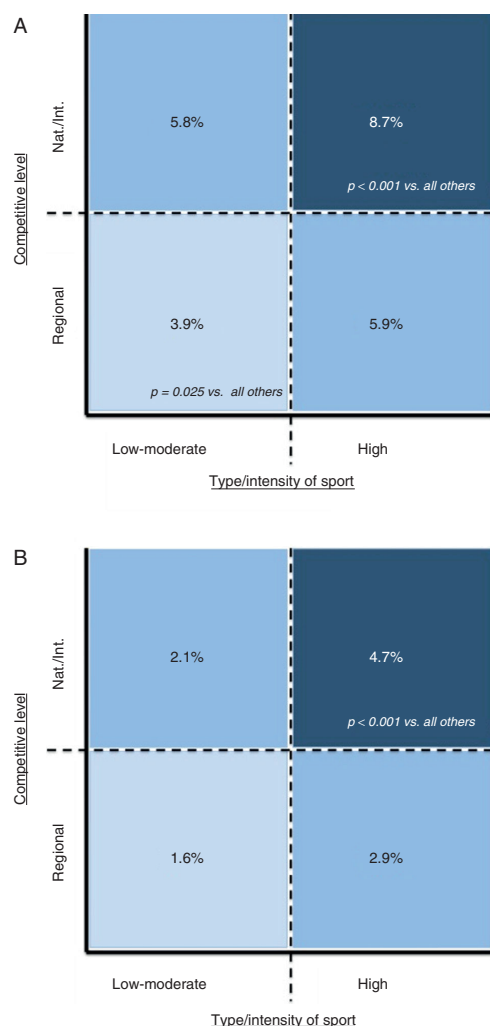 A
Nat./Int.
5.8%
8.7%
p < 0.001 vs. all others
Competitive level
Regional
3.9%
5.9%
p = 0.025 vs. all others
Low-moderate
High
Type/intensity of sport
B
Nat./Int.
2.1%
4.7%
p < 0.001 vs. all others
Competitive level
Regional
1.6%
2.9%
Low-moderate
High
Type/intensity of sport